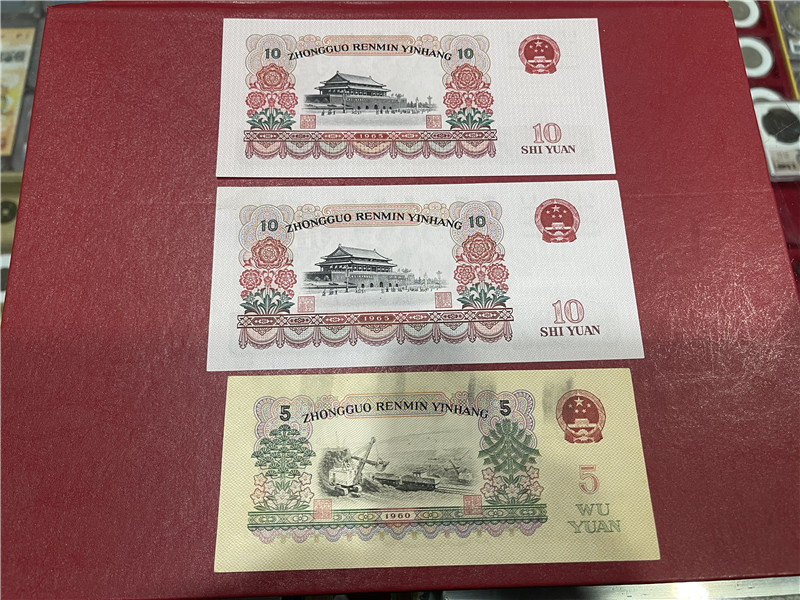 10 ZHONGGUO RENMIN YINHANG 10
1965
10
SHI YUAN
10 ZHONGGUO RENMIN YINHANG 10
1965
10
SHI YUAN
5 ZHONGGUO RENMIN YINHANG 5
1960
5
WU
YUAN